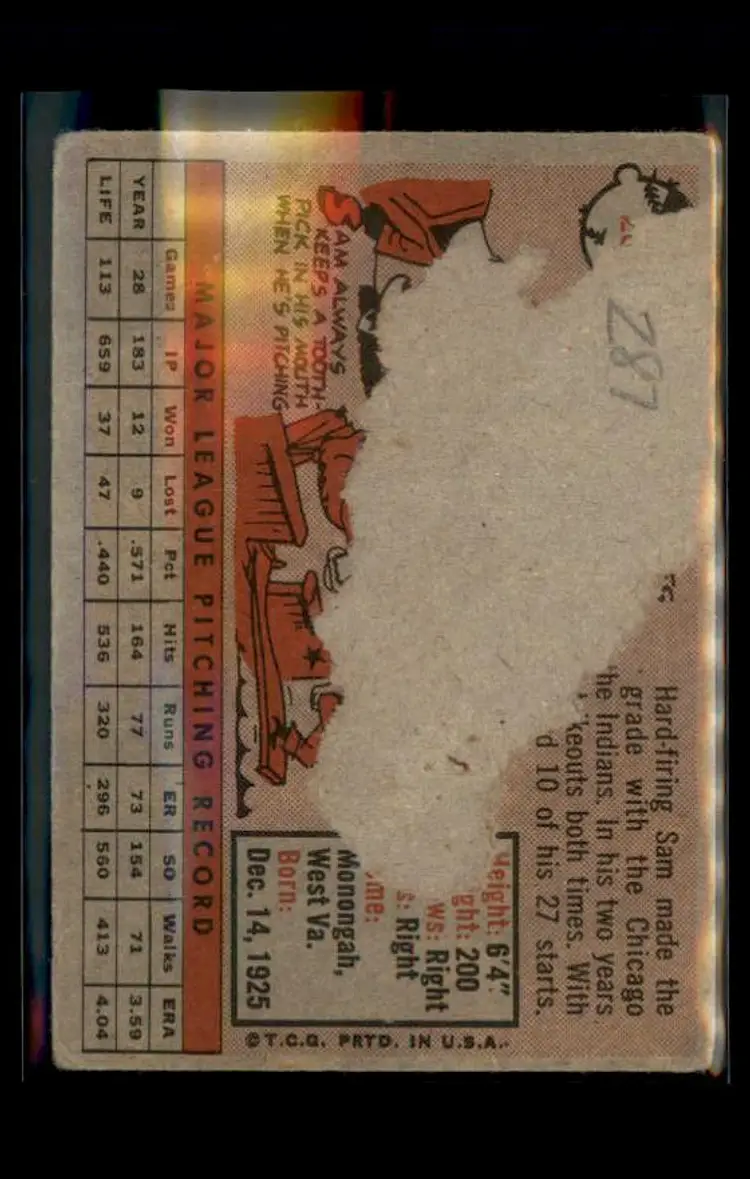 287
Hard-firing Sam made the
grade with the Chicago
he Indians. In his two years
keouts both times. With
d 10 of his 27 starts.
SAM ALWAYS
KEEPS A TOOTH-
PICK IN HIS MOUTH
WHEN HE'S PITCHING
Height: 6'4"
ght: 200
ws: Right
s: Right
me:
Monongah,
West Va.
Born:
Dec. 14, 1925
©T.C.G. PRTD. IN U.S.A.
MAJOR LEAGUE PITCHING RECORD
Games IP Won Lost Pct Hits Runs ER SO Walks ERA
YEAR 28 183 12 9 .571 164 77 73 154 71 3.59
LIFE 113 659 37 47 .440 536 320 296 560 413 4.04